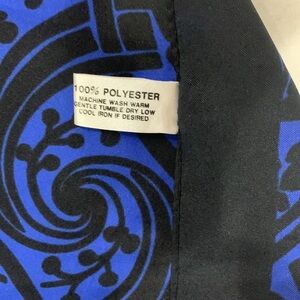 100% POLYESTER
MACHINE WASH WARM
GENTLE TUMBLE DRY LOW
COOL IRON IF DESIRED